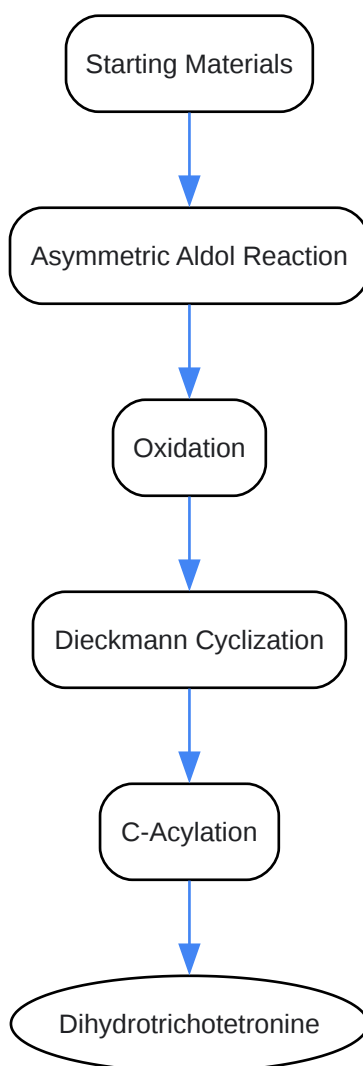 Starting Materials
Asymmetric Aldol Reaction
Oxidation
Dieckmann Cyclization
C-Acylation
Dihydrotrichotetronine